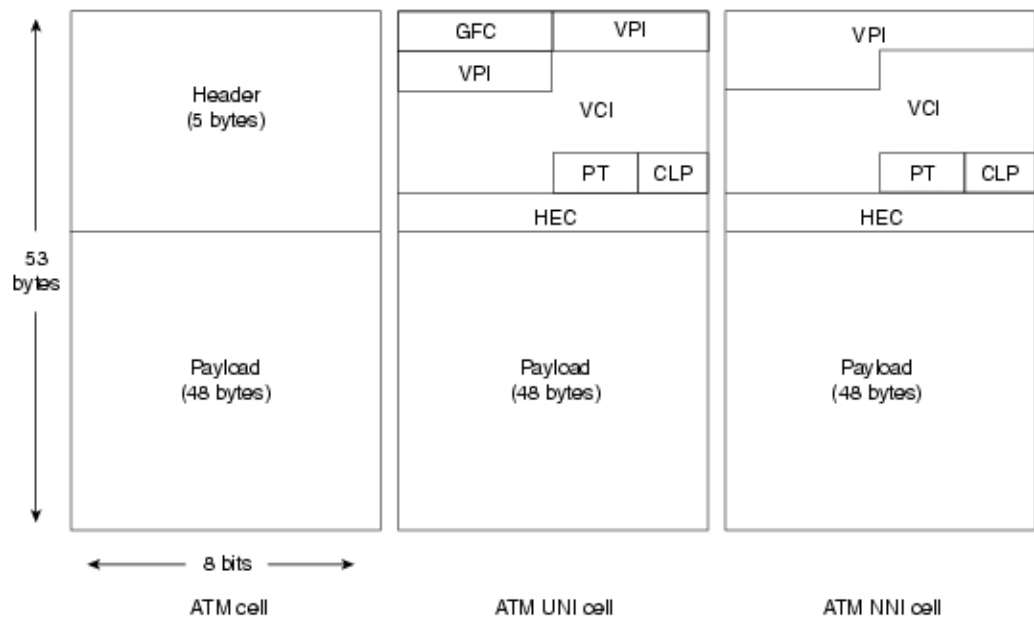 53
bytes
Header
(5 bytes)
Payload
(48 bytes)
8 bits
ATM cell
GFC
VPI
VPI
VCI
PT
CLP
HEC
Payload
(48 bytes)
ATM UNI cell
VPI
VCI
PT
CLP
HEC
Payload
(48 bytes)
ATM NNI cell